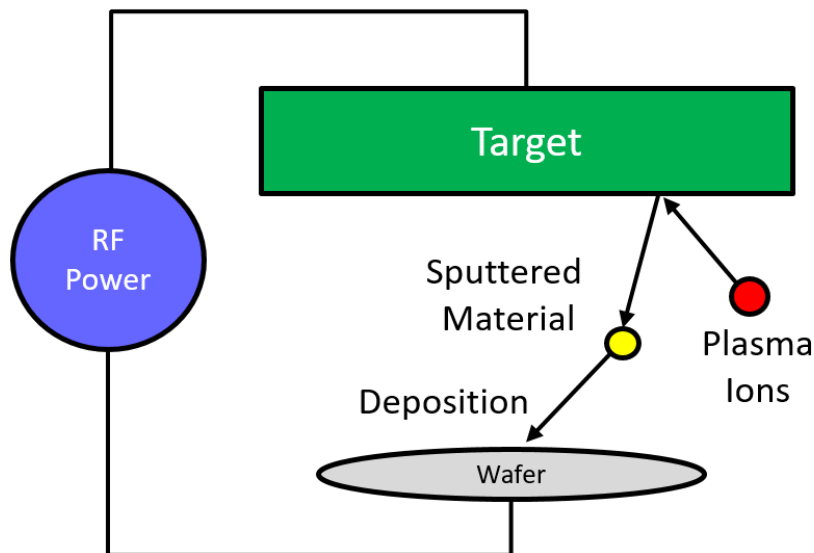 Target
RF
Power
Sputtered
Material
Plasma
Ions
Deposition
Wafer